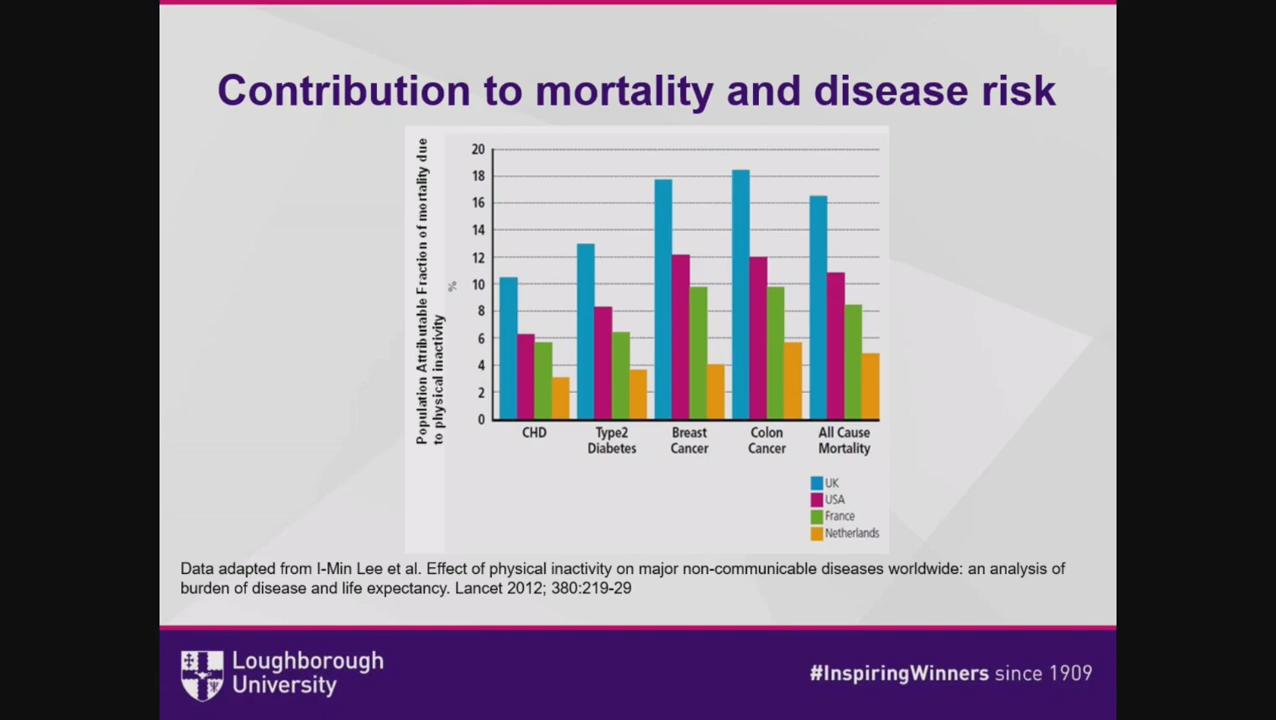 Contribution to mortality and disease risk
Population Attributable Fraction of mortality due
to physical inactivity
%
20
18
16
14
12
10
8
6
4
2
0
CHD
Type2
Diabetes
Breast
Cancer
Colon
Cancer
All Cause
Mortality
UK
USA
France
Netherlands
Data adapted from I-Min Lee et al. Effect of physical inactivity on major non-communicable diseases worldwide: an analysis of
burden of disease and life expectancy. Lancet 2012; 380:219-29
Loughborough
University
#InspiringWinners since 1909